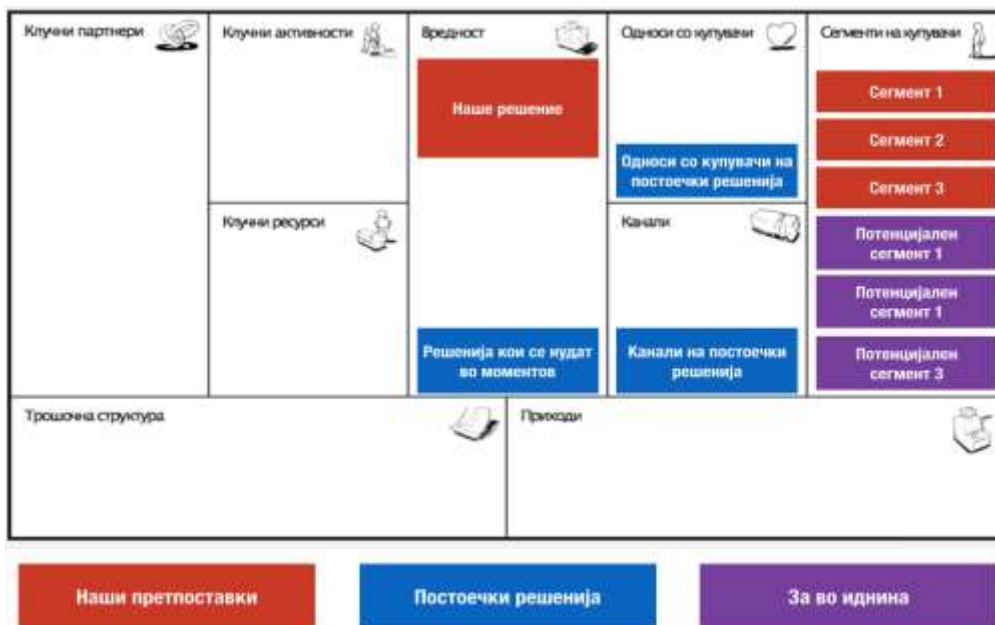 Клучни партнери
Клучни активности
Вредност
Односи со купувачи
Сегменти на купувачи
Наше решение
Сегмент 1
Сегмент 2
Сегмент 3
Односи со купувачи на
постоечки решенија
Клучни ресурси
Канали
Потенцијален
сегмент 1
Потенцијален
сегмент 1
Потенцијален
сегмент 3
Решенија кои се нудат
во моментов
Канали на постоечки
решенија
Трошочна структура
Приходи
Наши претпоставки
Постоечки решенија
За во иднина